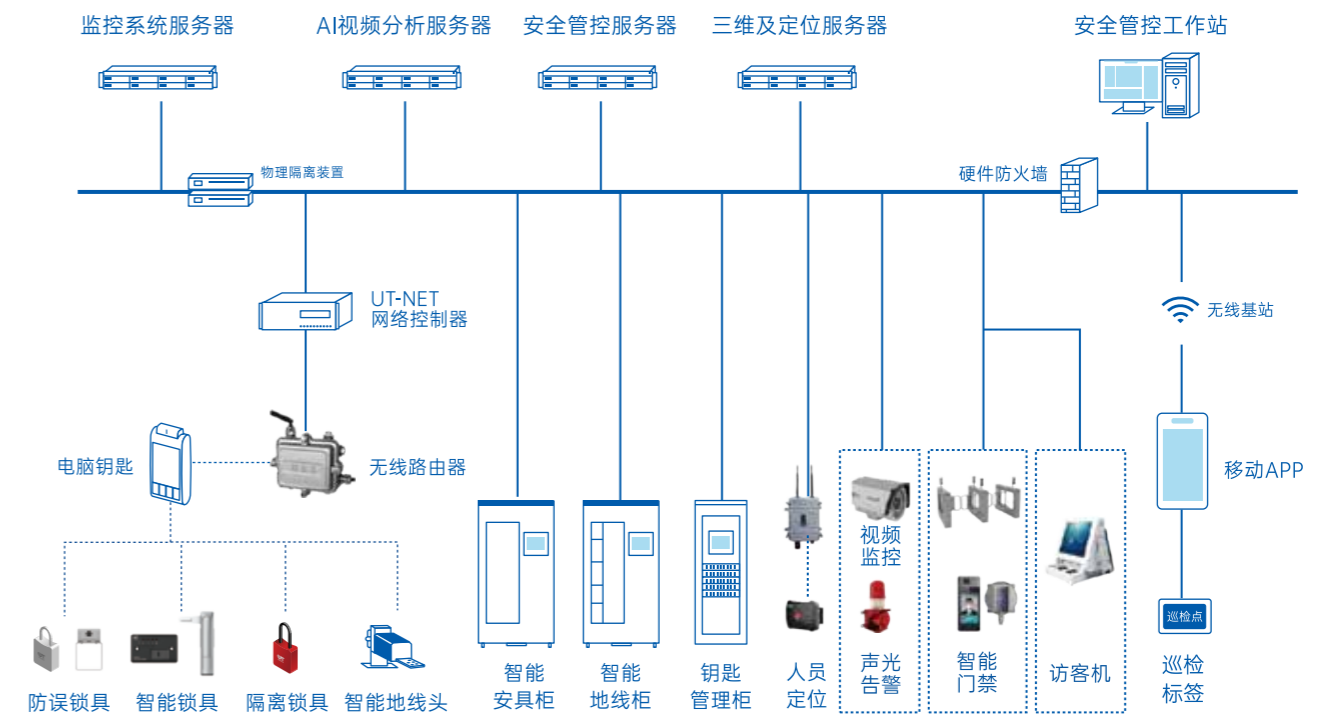 监控系统服务器
AI视频分析服务器
安全管控服务器
三维及定位服务器
安全管控工作站
物理隔离装置
硬件防火墙
UT-NET
网络控制器
无线基站
电脑钥匙
无线路由器
移动APP
视频
监控
巡检点
防误锁具
智能锁具
隔离锁具
智能地线头
智能
安具柜
智能
地线柜
钥匙
管理柜
人员
定位
声光
告警
智能
门禁
访客机
巡检
标签